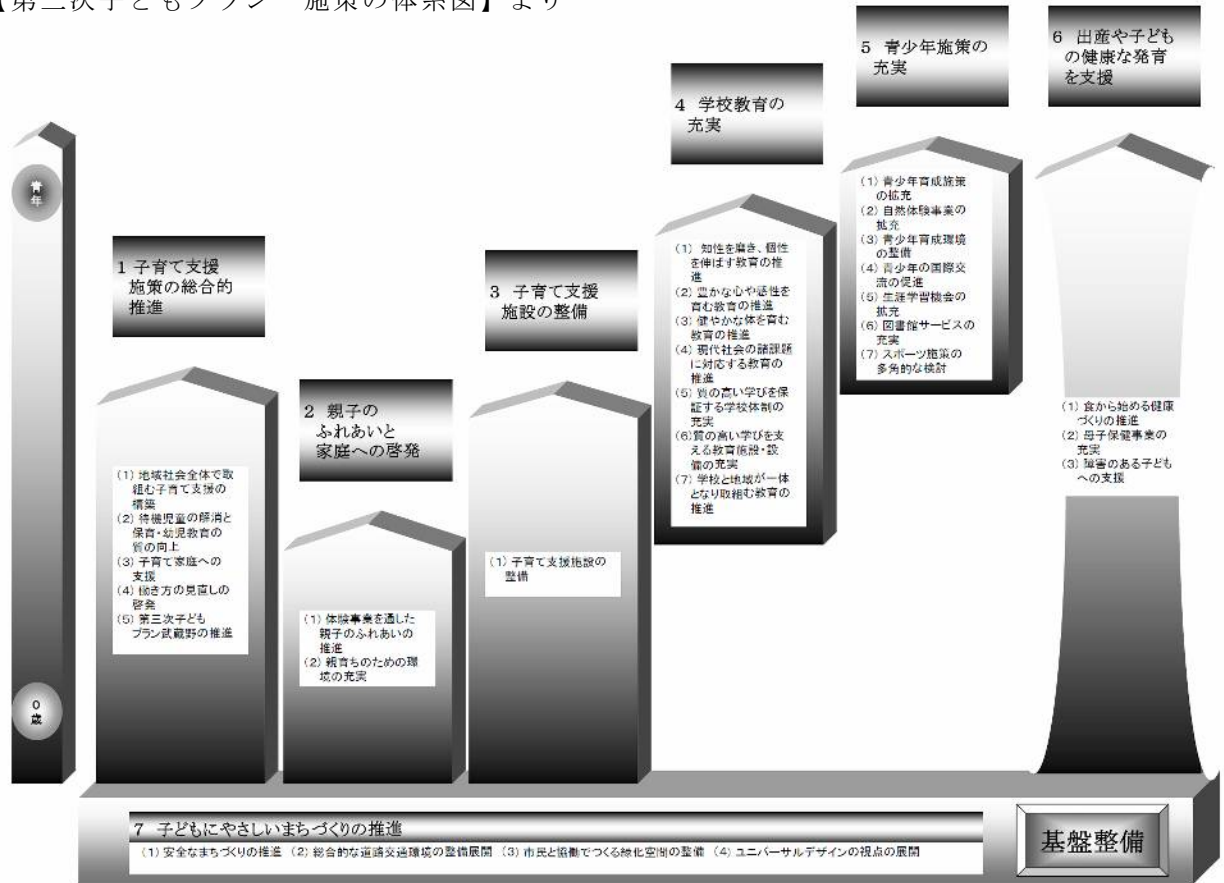 【第三次子どもプラン 施策の体系図】より
青年
0歳
1 子育て支援
施策の総合的
推進
(1) 地域社会全体で取
組む子育て支援の
構築
(2) 待機児童の解消と
保育・幼児教育の
質の向上
(3) 子育て家庭への
支援
(4) 働き方の見直しの
啓発
(5) 第三次子ども
プラン武蔵野の推進
2 親子の
ふれあいと
家庭への啓発
(1) 体験事業を通した
親子のふれあいの
推進
(2) 親育ちのための環
境の充実
3 子育て支援
施設の整備
(1) 子育て支援施設の
整備
4 学校教育の
充実
(1) 知性を磨き、個性
を伸ばす教育の推
進
(2) 豊かな心や感性を
育む教育の推進
(3) 健やかな体を育む
教育の推進
(4) 現代社会の諸課題
に対応する教育の
推進
(5) 質の高い学びを保
証する学校体制の
充実
(6) 質の高い学びを支
える教育施設・設
備の充実
(7) 学校と地域が一体
となり取組む教育の
推進
5 青少年施策の
充実
(1) 青少年育成施策
の拡充
(2) 自然体験事業の
拡充
(3) 青少年育成環境
の整備
(4) 青少年の国際交
流の促進
(5) 生涯学習機会の
拡充
(6) 図書館サービスの
充実
(7) スポーツ施策の
多角的な検討
6 出産や子ども
の健康な発育
を支援
(1) 食から始める健康
づくりの推進
(2) 母子保健事業の
充実
(3) 障害のある子ども
への支援
7 子どもにやさしいまちづくりの推進
(1) 安全なまちづくりの推進 (2) 総合的な道路交通環境の整備展開 (3) 市民と協働でつくる緑化空間の整備 (4) ユニバーサルデザインの視点の展開
基盤整備